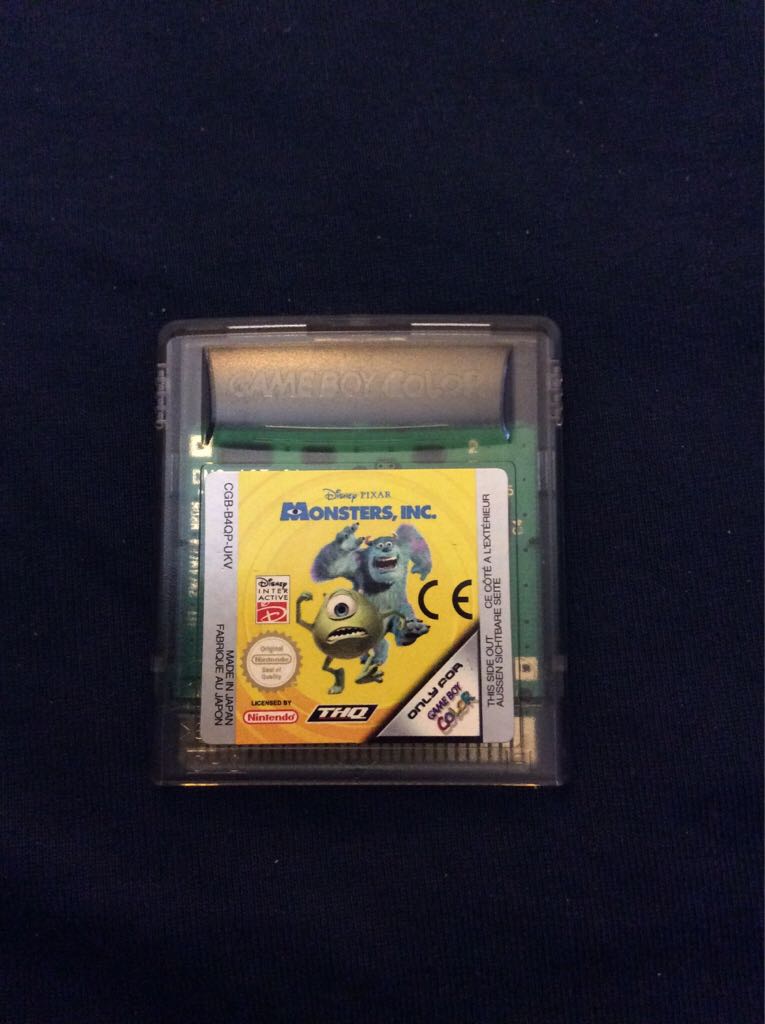 GAME BOY COLOR
Disney PIXAR
MONSTERS, INC.
CGB-B4QP-UKV
Disney
INTER
ACTIVE
CE
Original
Nintendo
Seal of
Quality
MADE IN JAPAN
FABRIQUÉ AU JAPON
LICENSED BY
Nintendo
THQ
ONLY FOR
GAME BOY
COLOR
THIS SIDE OUT CE CÔTÉ A L'EXTÉRIEUR
AUSSEN SICHTBARE SEITE